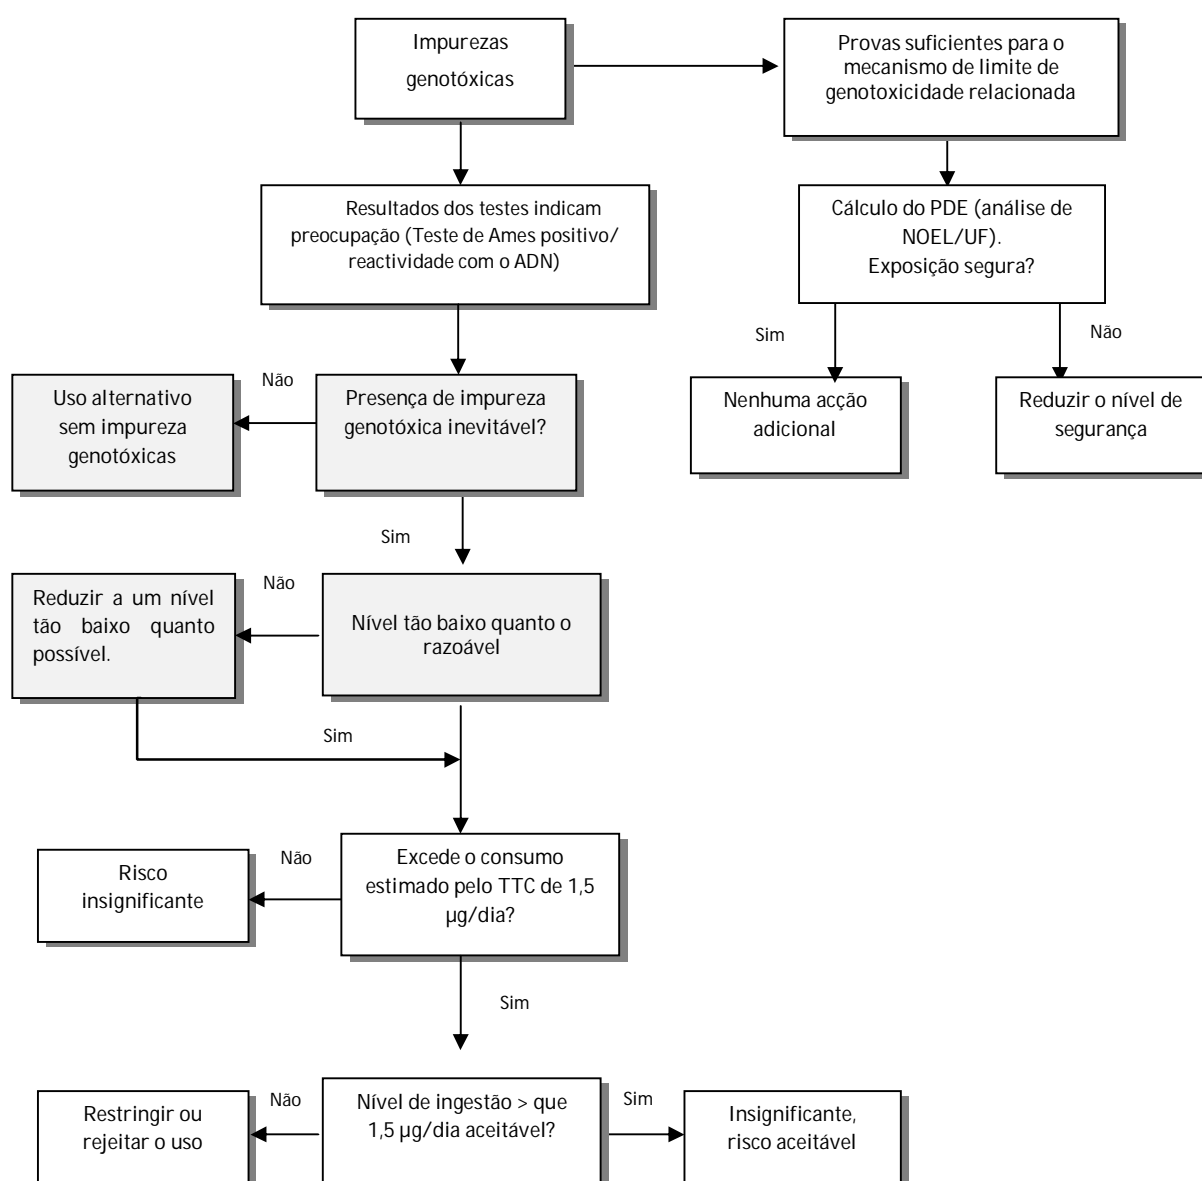 Impurezas
genotóxicas
Provas suficientes para o
mecanismo de limite de
genotoxicidade relacionada
Resultados dos testes indicam
preocupação (Teste de Ames positivo/
reactividade com o ADN)
Cálculo do PDE (análise de
NOEL/UF).
Exposição segura?
Sim
Não
Uso alternativo
sem impureza
genotóxicas
Não
Presença de impureza
genotóxica inevitável?
Nenhuma acção
adicional
Reduzir o nível de
segurança
Sim
Reduzir a um nível
tão baixo quanto
possível.
Não
Nível tão baixo quanto o
razoável
Sim
Risco
insignificante
Não
Excede o consumo
estimado pelo TTC de 1,5
µg/dia?
Sim
Restringir ou
rejeitar o uso
Não
Nível de ingestão > que
1,5 µg/dia aceitável?
Sim
Insignificante,
risco aceitável